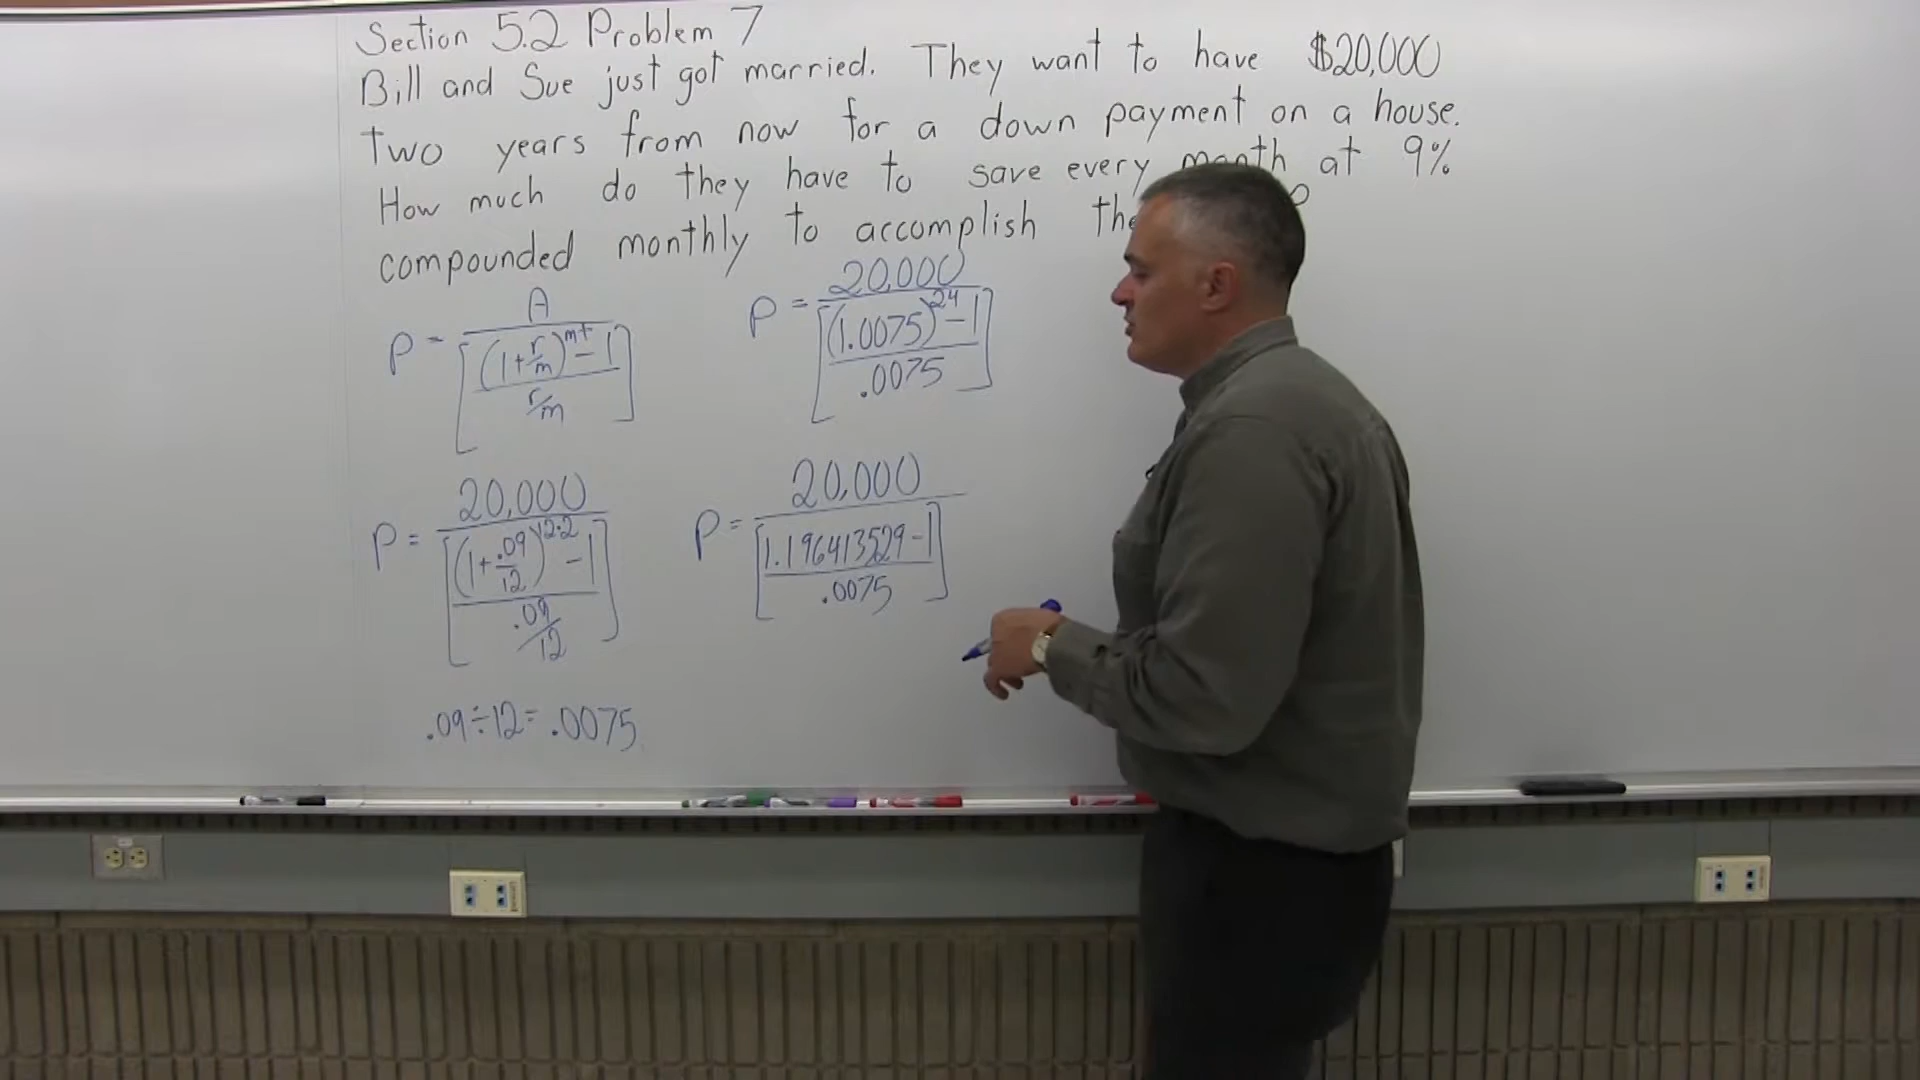 Section 5.2 Problem 7
Bill and Sue just got married. They want to have $20,000
two years from now for a down payment on a house.
How much do they have to save every month at 9%
compounded monthly to accomplish
P = A / [((1+r/m)^mt - 1) / (r/m)]
P = 20,000 / [((1.0075)^24 - 1) / .0075]
P = 20,000 / [((1+.09/12)^12·2 - 1) / (.09/12)]
P = 20,000 / [(1.196413529 - 1) / .0075]
.09÷12= .0075